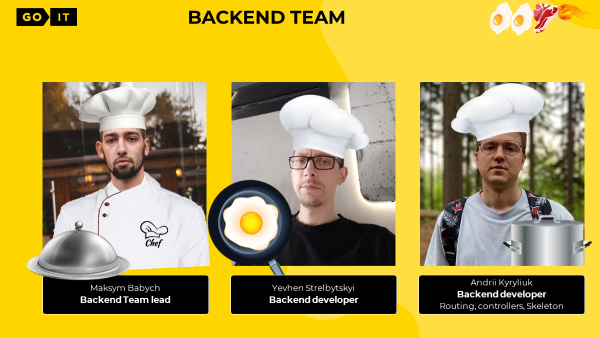 GO IT
BACKEND TEAM
Chef
Maksym Babych
Backend Team lead
Yevhen Strelbytskyi
Backend developer
Andrii Kyryliuk
Backend developer
Routing, controllers, Skeleton